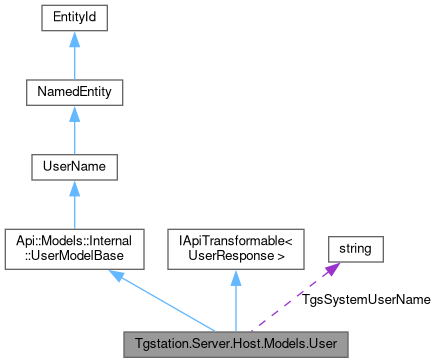 EntityId
NamedEntity
UserName
Api::Models::Internal
::UserModelBase
IApiTransformable<
UserResponse >
string
TgsSystemUserName
Tgstation.Server.Host.Models.User